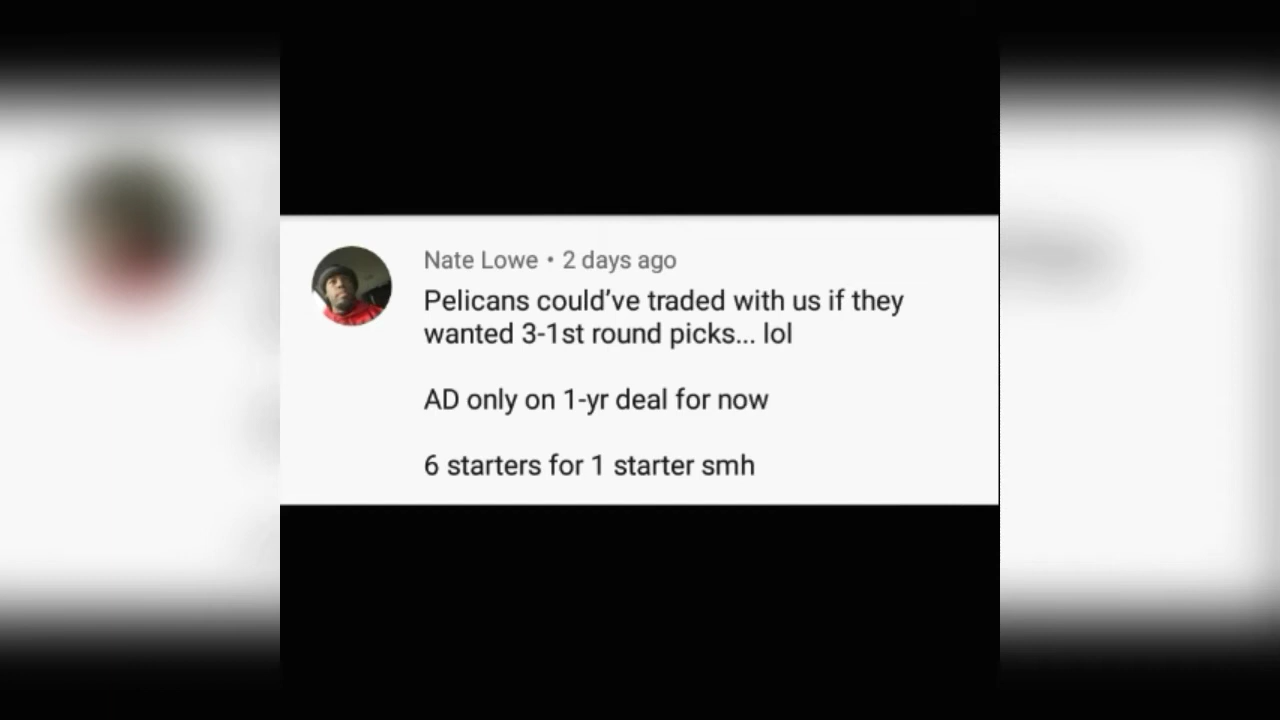 Nate Lowe • 2 days ago
Pelicans could’ve traded with us if they
wanted 3-1st round picks... lol
AD only on 1-yr deal for now
6 starters for 1 starter smh